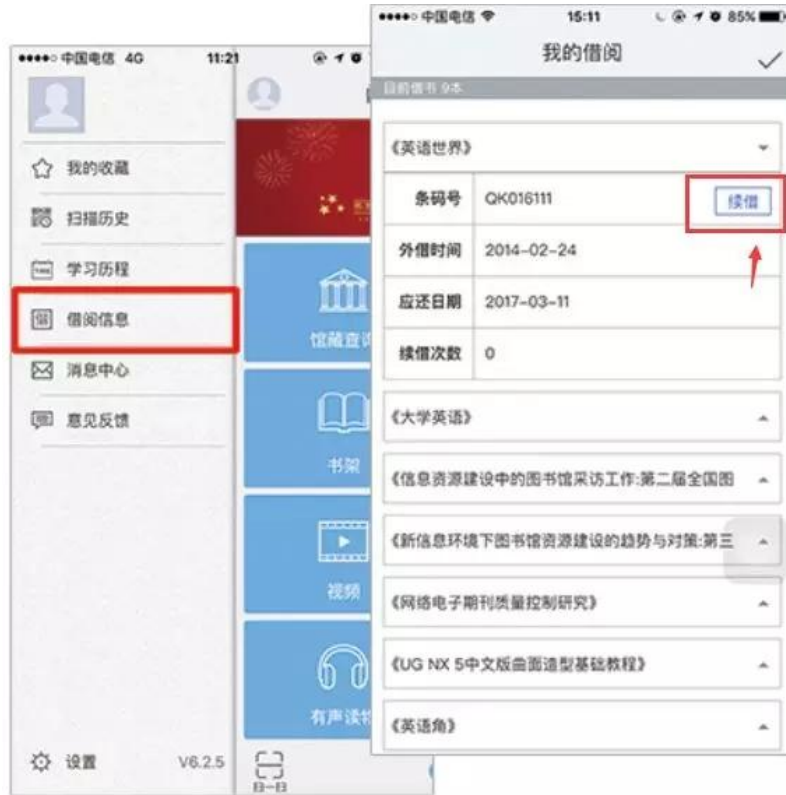 中国电信 4G 11:21
我的收藏
扫描历史
学习历程
借阅信息
消息中心
意见反馈
设置 V6.2.5
馆藏查
书架
视频
有声读
扫一扫
中国电信 15:11 85%
我的借阅
目前借书 9本
《英语世界》
条码号 QK016111 续借
外借时间 2014-02-24
应还日期 2017-03-11
续借次数 0
《大学英语》
《信息资源建设中的图书馆采访工作:第二届全国图
《新信息环境下图书馆资源建设的趋势与对策:第三
《网络电子期刊质量控制研究》
《UG NX 5中文版曲面造型基础教程》
《英语角》